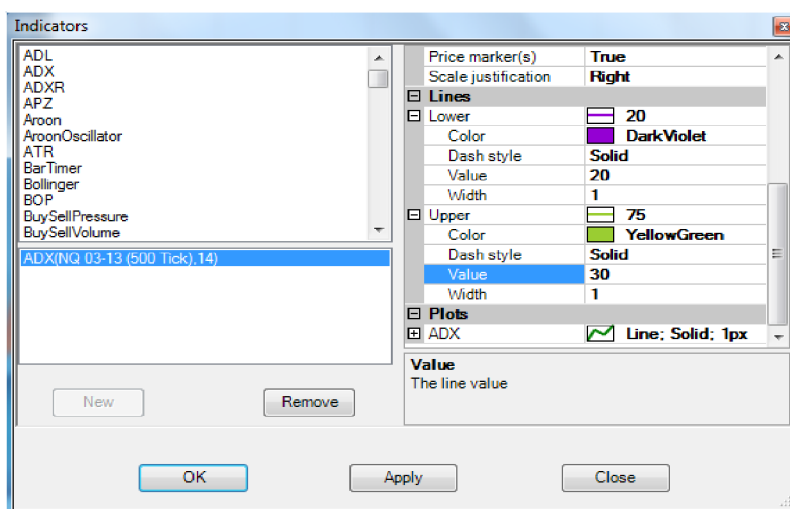 Indicators
ADL
ADX
ADXR
APZ
Aroon
AroonOscillator
ATR
BarTimer
Bollinger
BOP
BuySellPressure
BuySellVolume
ADX(NQ 03-13 (500 Tick),14)
New
Remove
Price marker(s) True
Scale justification Right
Lines
Lower 20
Color DarkViolet
Dash style Solid
Value 20
Width 1
Upper 75
Color YellowGreen
Dash style Solid
Value 30
Width 1
Plots
ADX Line; Solid; 1px
Value
The line value
OK
Apply
Close